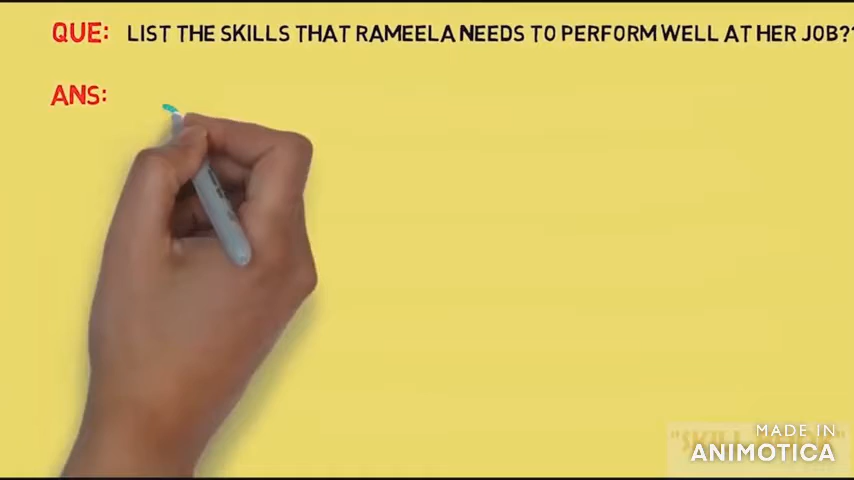 QUE: LIST THE SKILLS THAT RAMEELA NEEDS TO PERFORM WELL AT HER JOB??
ANS:
MADE IN
ANIMOTICA